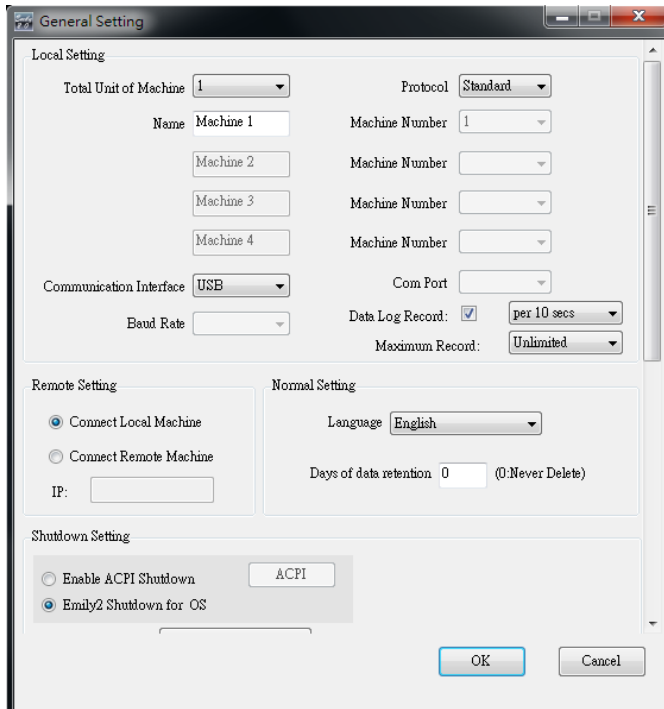 General Setting
Local Setting
Total Unit of Machine 1 Protocol Standard
Name Machine 1 Machine Number 1
Machine 2 Machine Number
Machine 3 Machine Number
Machine 4 Machine Number
Communication Interface USB Com Port
Baud Rate Data Log Record: per 10 secs
Maximum Record: Unlimited
Remote Setting Normal Setting
Connect Local Machine Language English
Connect Remote Machine
IP: Days of data retention 0 (0:Never Delete)
Shutdown Setting
Enable ACPI Shutdown ACPI
Emily2 Shutdown for OS
OK Cancel